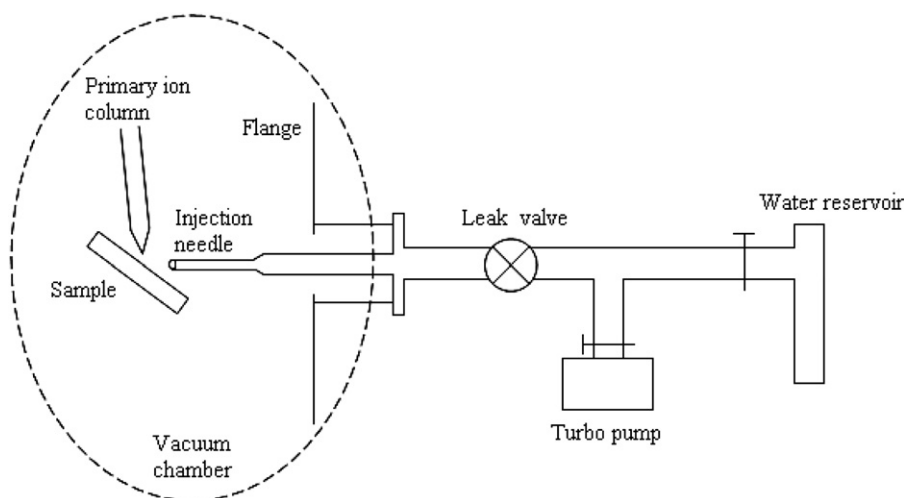 Primary ion
column
Flange
Injection
needle
Leak valve
Water reservoir
Sample
Turbo pump
Vacuum
chamber